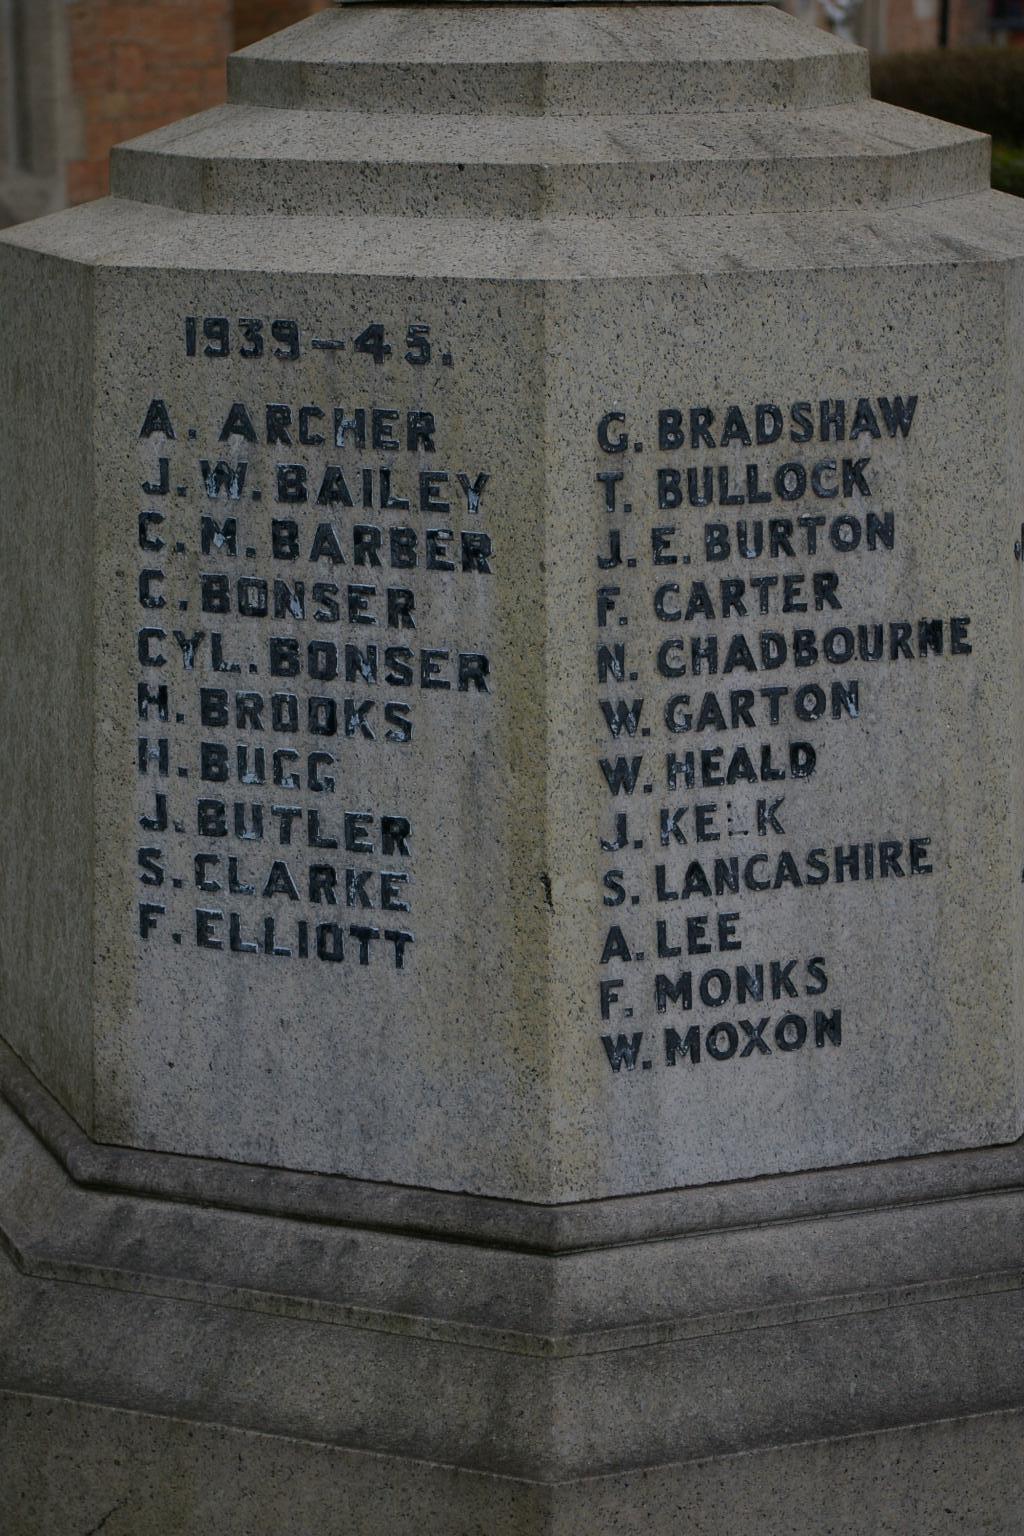 1939-45.
A. ARCHER
J. W. BAILEY
C. M. BARBER
C. BONSER
CYL. BONSER
H. BROOKS
H. BUGG
J. BUTLER
S. CLARKE
F. ELLIOTT
G. BRADSHAW
T. BULLOCK
J. E. BURTON
F. CARTER
N. CHADBOURNE
W. GARTON
W. HEALD
J. KELK
S. LANCASHIRE
A. LEE
F. MONKS
W. MOXON